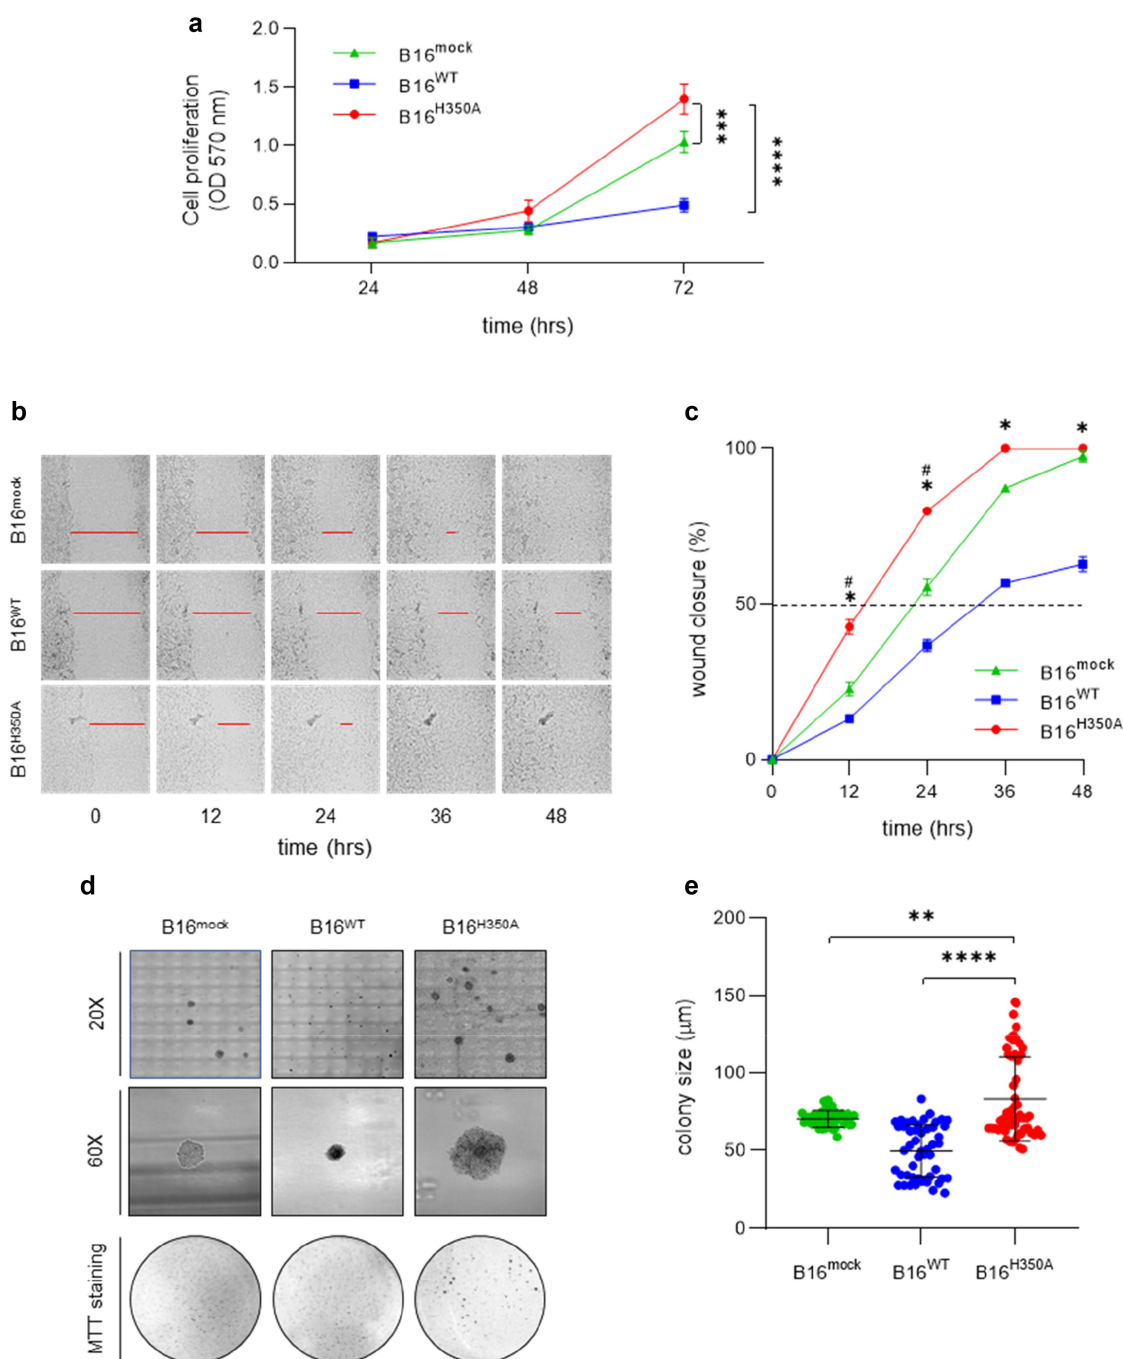 a
2.0
1.5
1.0
0.5
0.0
Cell proliferation
(OD 570 nm)
B16mock
B16WT
B16H350A
***
****
24 48 72
time (hrs)
b
B16mock
B16WT
B16H350A
0 12 24 36 48
time (hrs)
c
100
50
0
wound closure (%)
# * # * * *
B16mock
B16WT
B16H350A
0 12 24 36 48
time (hrs)
d
B16mock B16WT B16H350A
20X
60X
MTT staining
e
200
150
100
50
0
colony size (μm)
**
****
B16mock B16WT B16H350A